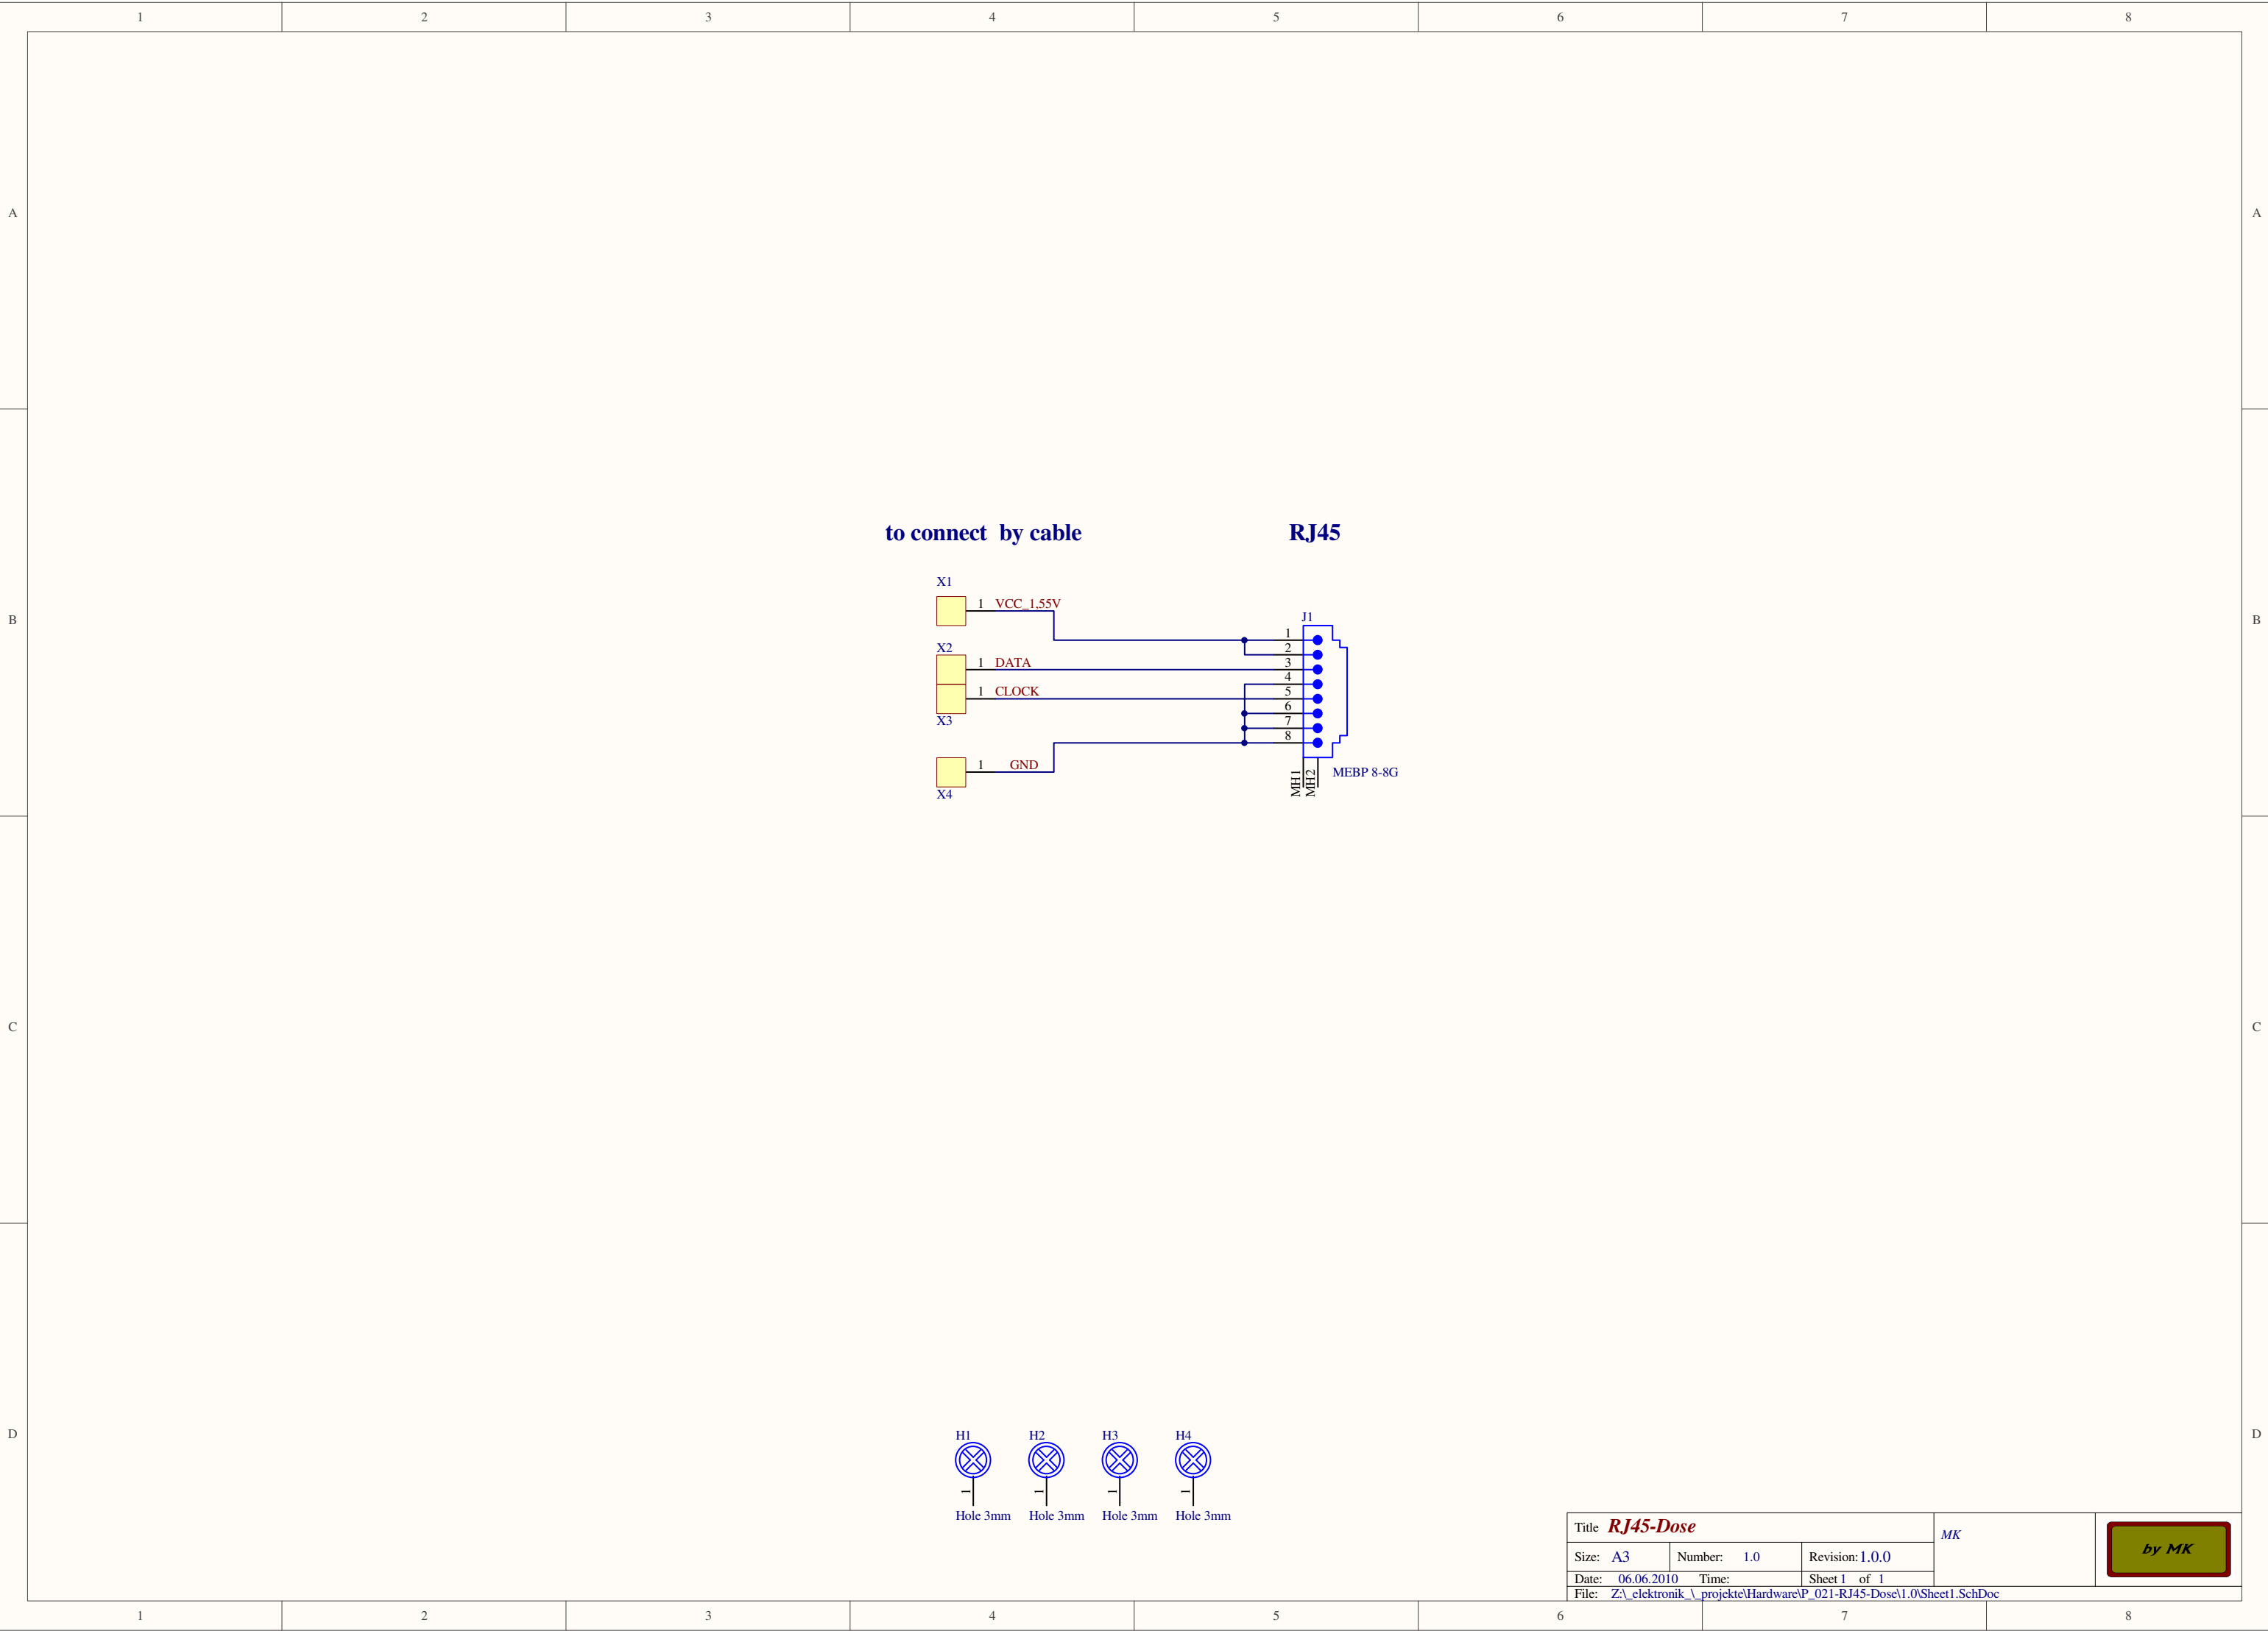 1 2 3 4 5 6 7 8
A A
to connect  by cable RJ45
X1
1 VCC_1,55V
J1
B B
1
X2
2
1 DATA 3
4
1 CLOCK 5
6
X3
7
8
1 GND
MH1 MH2 MEBP 8-8G
X4
C C
D D
H1 H2 H3 H4
1 1 1 1
Hole 3mm Hole 3mm Hole 3mm Hole 3mm
Title RJ45-Dose
MK
by MK
Size: A3 Number: 1.0 Revision: 1.0.0
Date: 06.06.2010 Time: Sheet 1 of 1
File: Z:\_elektronik_\_projekte\Hardware\P_021-RJ45-Dose\1.0\Sheet1.SchDoc
1 2 3 4 5 6 7 8